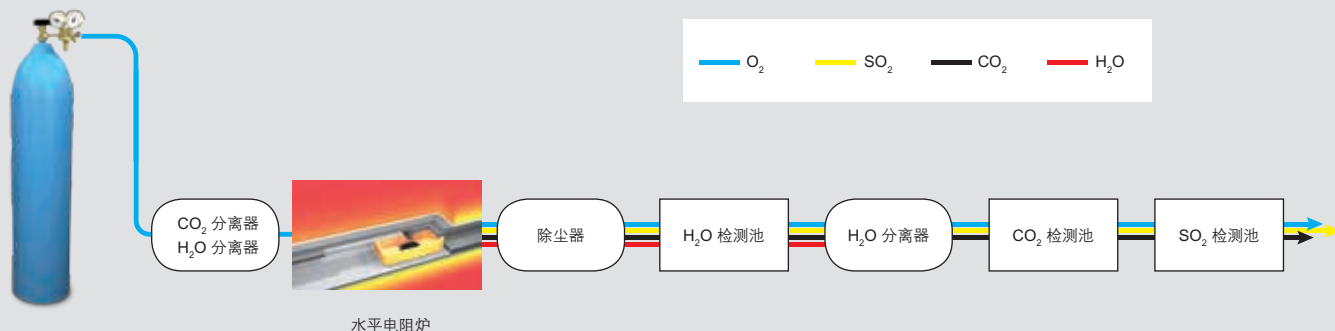 O₂ SO₂ CO₂ H₂O
CO₂ 分离器
H₂O 分离器
除尘器
H₂O 检测池
H₂O 分离器
CO₂ 检测池
SO₂ 检测池
水平电阻炉